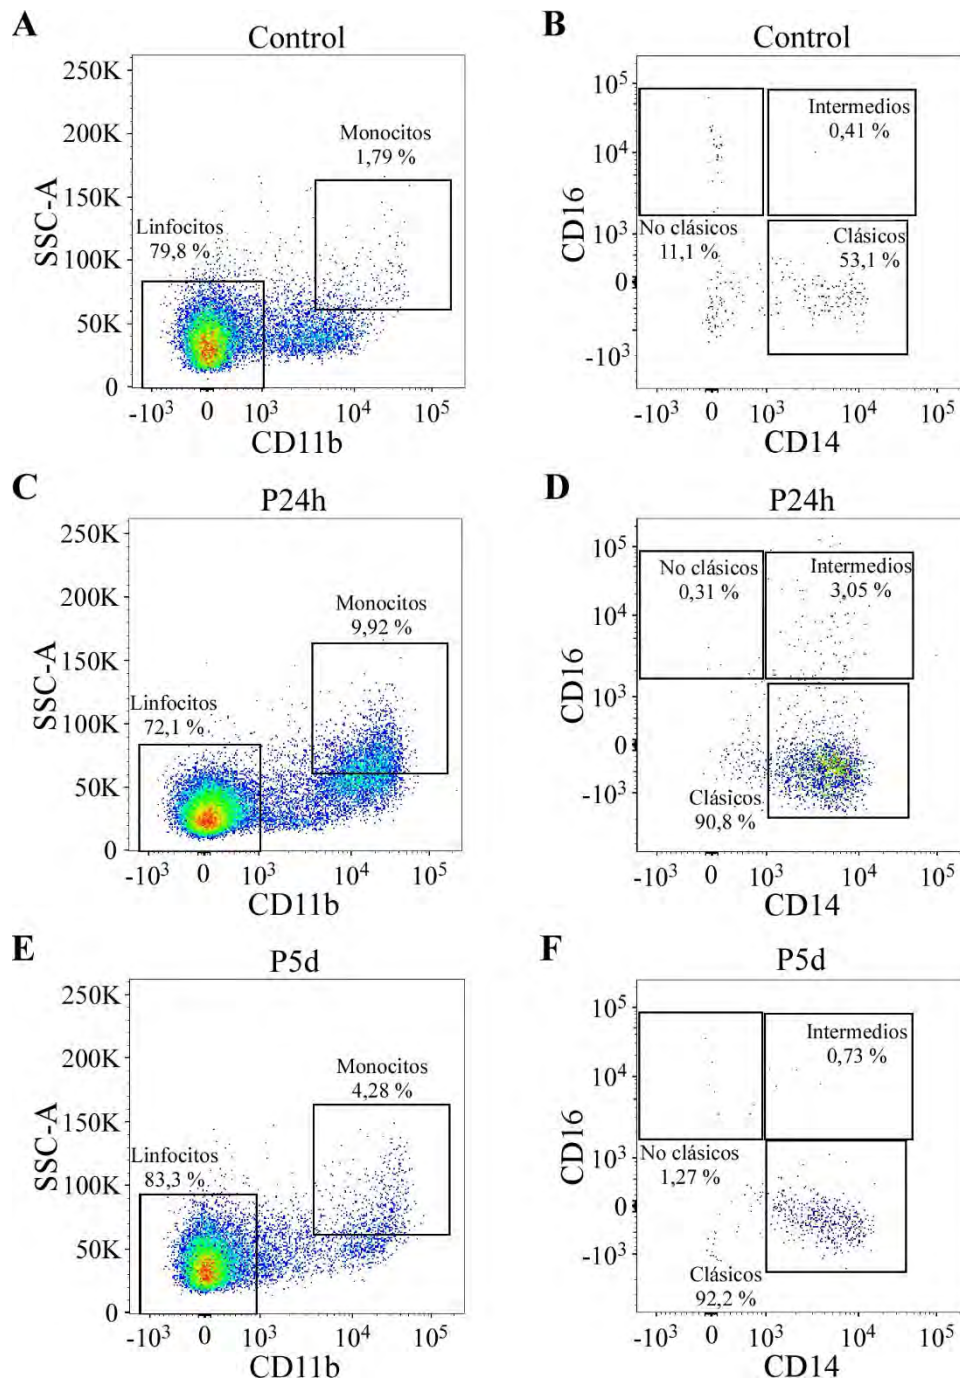 A
Control
250K
200K
150K
100K
50K
0
SSC-A
Monocitos
1,79 %
Linfocitos
79,8 %
-10³ 0 10³ 10⁴ 10⁵
CD11b
B
Control
10⁵
10⁴
10³
0
-10³
CD16
Intermedios
0,41 %
No clásicos
11,1 %
Clásicos
53,1 %
-10³ 0 10³ 10⁴ 10⁵
CD14
C
P24h
250K
200K
150K
100K
50K
0
SSC-A
Monocitos
9,92 %
Linfocitos
72,1 %
-10³ 0 10³ 10⁴ 10⁵
CD11b
D
P24h
10⁵
10⁴
10³
0
-10³
CD16
No clásicos
0,31 %
Intermedios
3,05 %
Clásicos
90,8 %
-10³ 0 10³ 10⁴ 10⁵
CD14
E
P5d
250K
200K
150K
100K
50K
0
SSC-A
Monocitos
4,28 %
Linfocitos
83,3 %
-10³ 0 10³ 10⁴ 10⁵
CD11b
F
P5d
10⁵
10⁴
10³
0
-10³
CD16
Intermedios
0,73 %
No clásicos
1,27 %
Clásicos
92,2 %
-10³ 0 10³ 10⁴ 10⁵
CD14